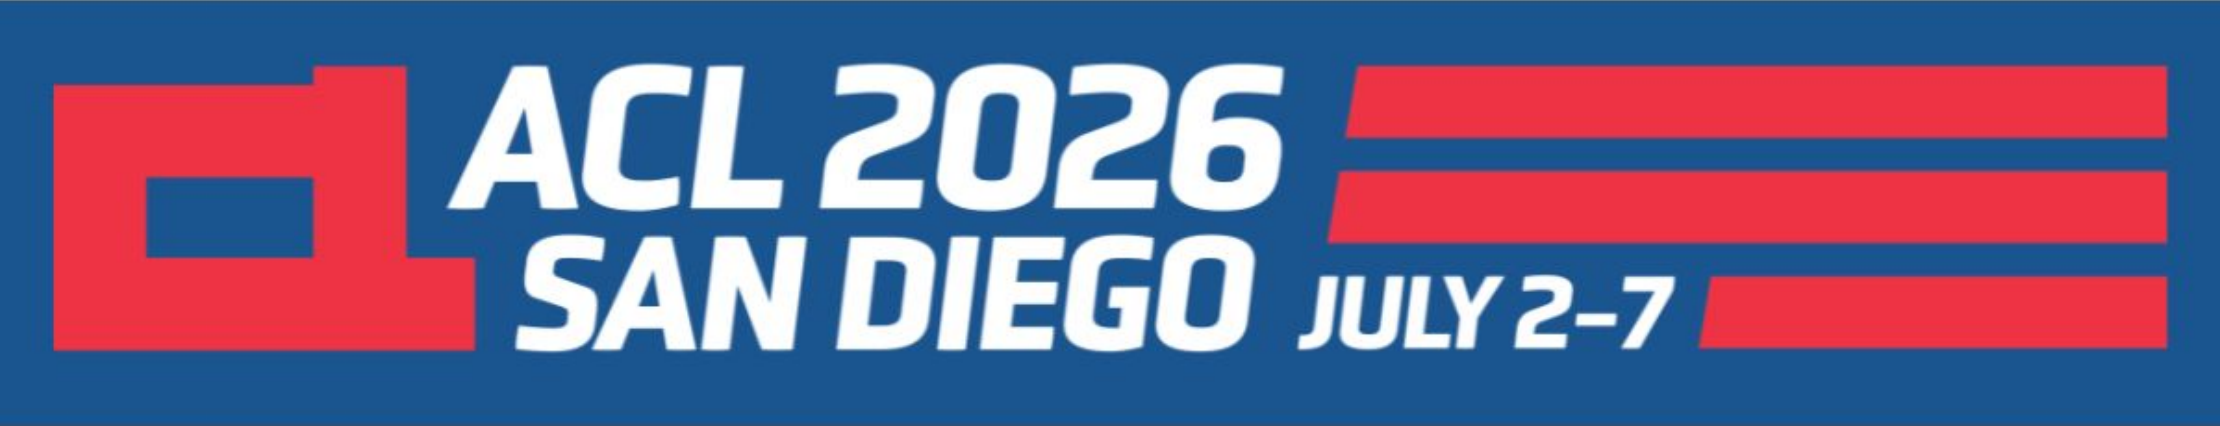 ACL 2026
SAN DIEGO JULY 2-7